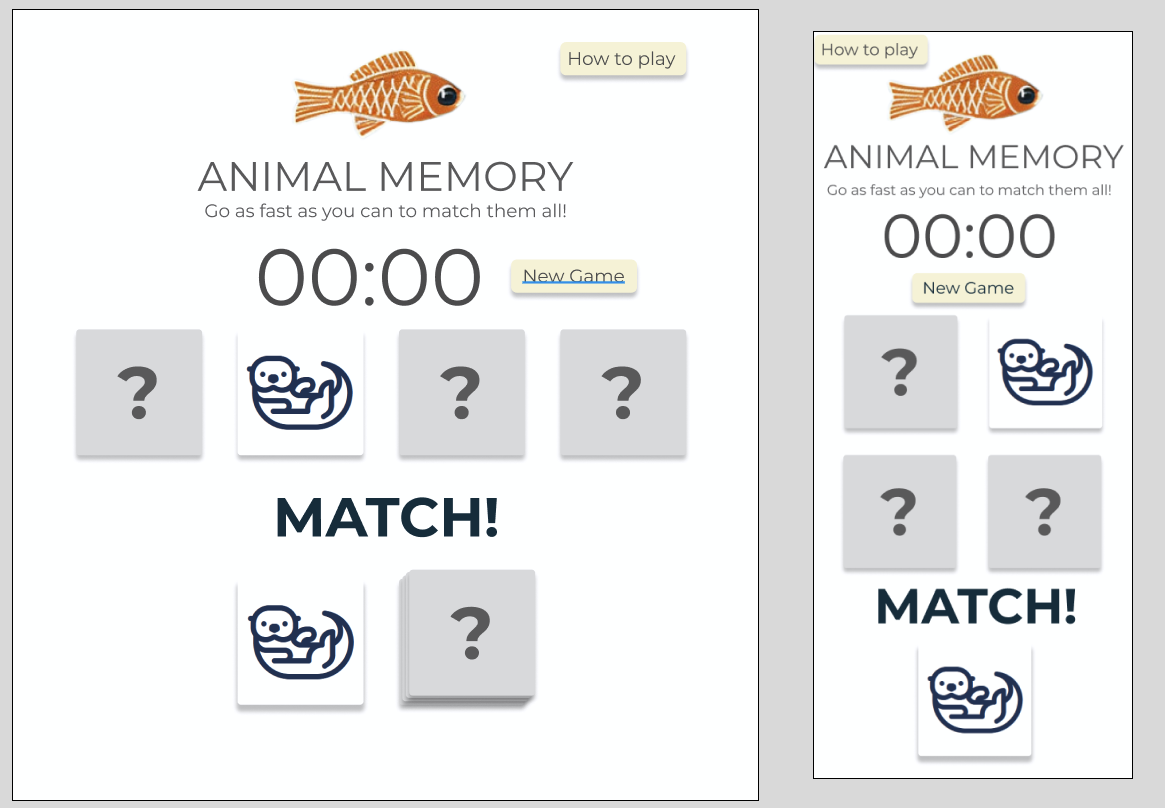 How to play
ANIMAL MEMORY
Go as fast as you can to match them all!
00:00 New Game
? ? ? ?
MATCH!
?
How to play
ANIMAL MEMORY
Go as fast as you can to match them all!
00:00
New Game
?
? ?
MATCH!